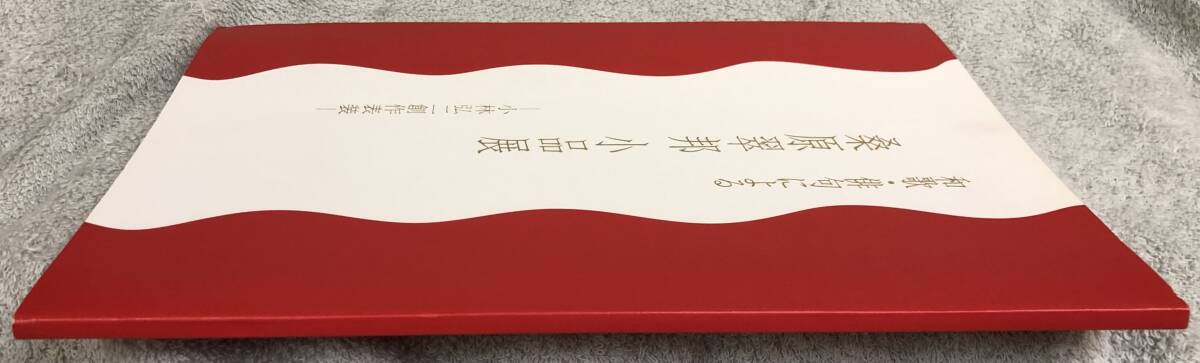 和歌・俳句による
桑原翠邦 小品展
―小林弘一創作表装―